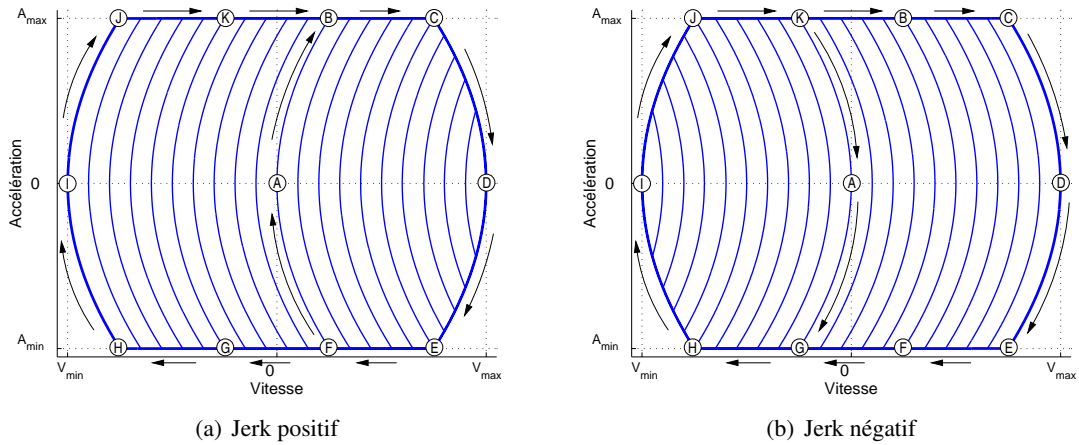 A_max
J
K
B
C
Accélération
0
I
A
D
A_min
H
G
F
E
V_min
0
V_max
Vitesse
(a) Jerk positif
A_max
J
K
B
C
Accélération
0
I
A
D
A_min
H
G
F
E
V_min
0
V_max
Vitesse
(b) Jerk négatif